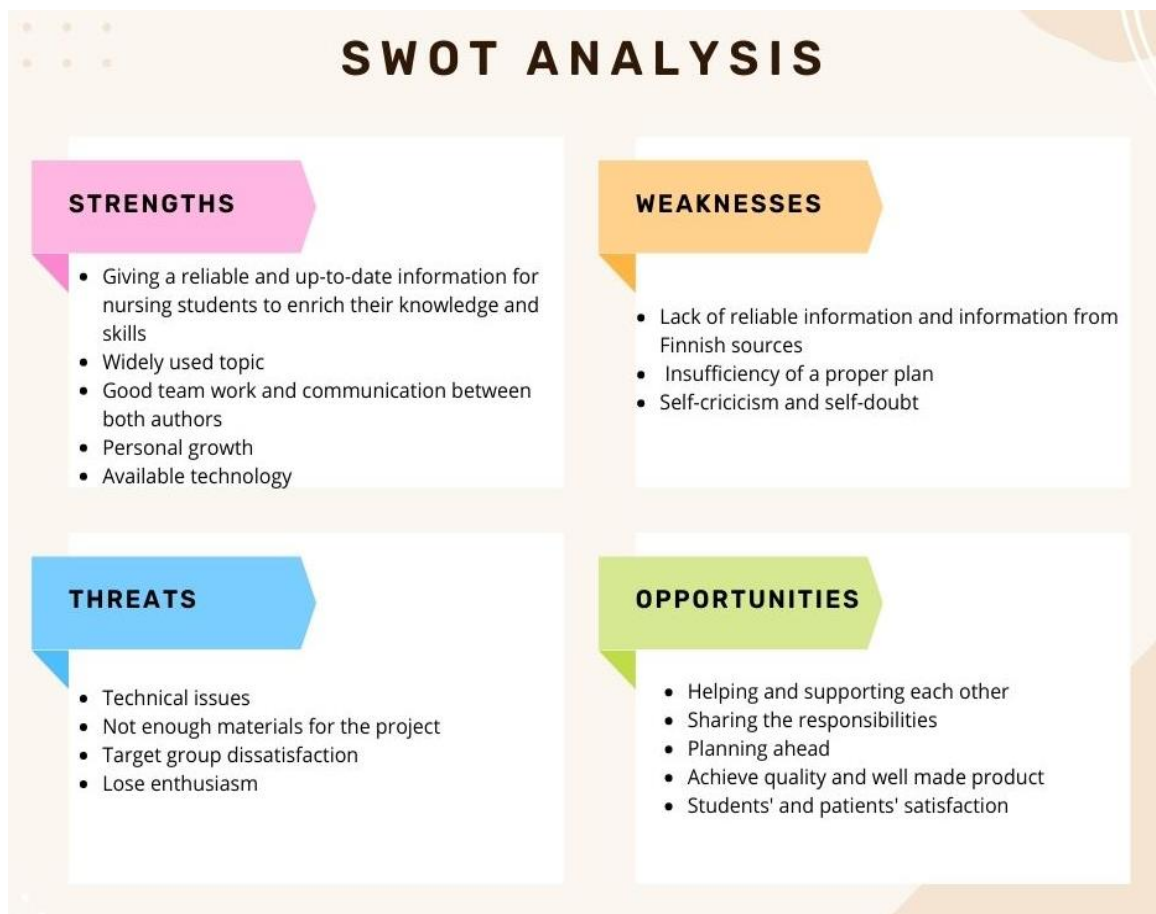 SWOT ANALYSIS
STRENGTHS
• Giving a reliable and up-to-date information for
nursing students to enrich their knowledge and
skills
• Widely used topic
• Good team work and communication between
both authors
• Personal growth
• Available technology
WEAKNESSES
• Lack of reliable information and information from
Finnish sources
• Insufficiency of a proper plan
• Self-cricicism and self-doubt
THREATS
• Technical issues
• Not enough materials for the project
• Target group dissatisfaction
• Lose enthusiasm
OPPORTUNITIES
• Helping and supporting each other
• Sharing the responsibilities
• Planning ahead
• Achieve quality and well made product
• Students' and patients' satisfaction